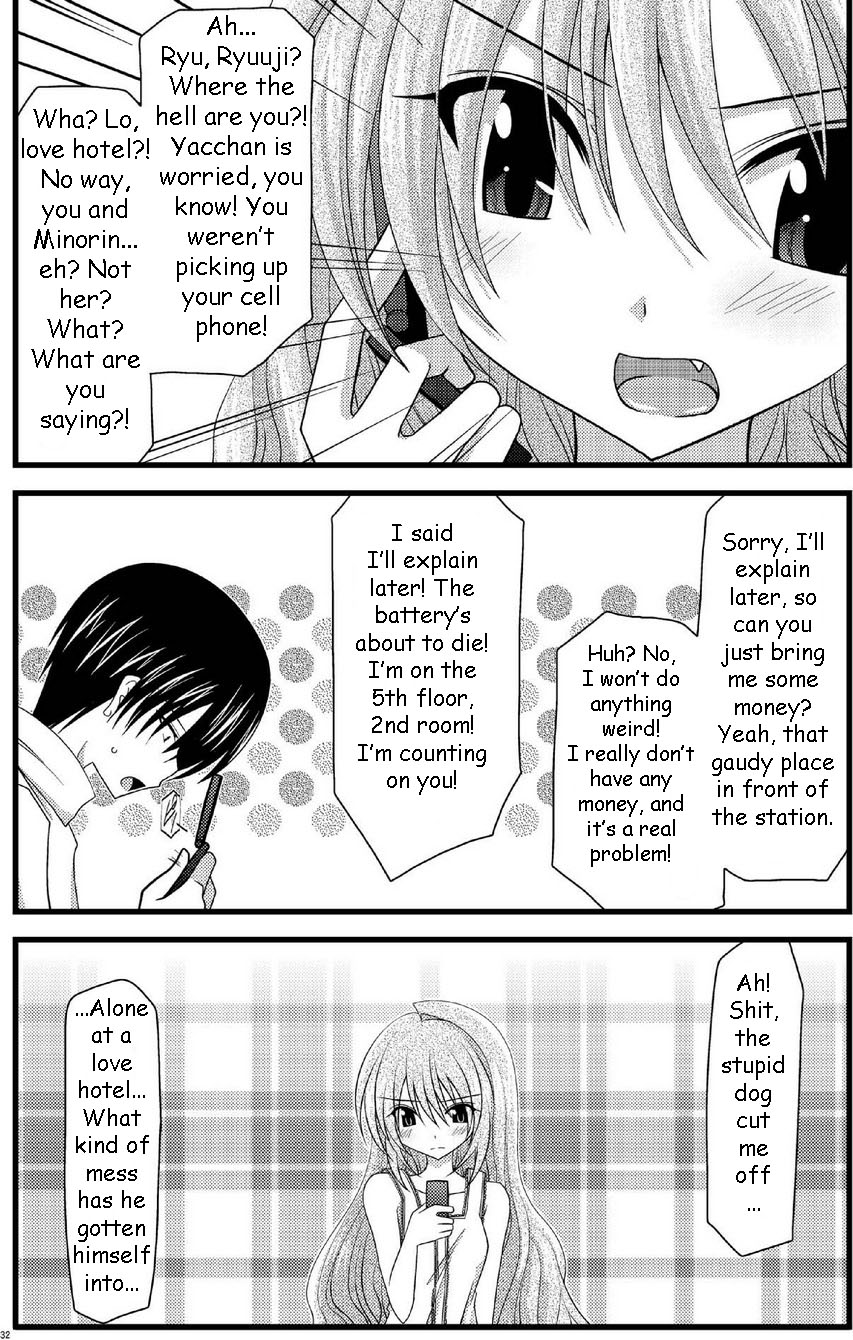 Ah...
Ryu, Ryuuji?
Where the
hell are you?!
Yacchan is
worried, you
know! You
weren't
picking up
your cell
phone!
Wha? Lo,
love hotel?!
No way,
you and
Minorin...
eh? Not
her?
What?
What are
you
saying?!
Sorry, I'll
explain
later, so
can you
just bring
me some
money?
Yeah, that
gaudy place
in front of
the station.
Huh? No,
I won't do
anything
weird!
I really don't
have any
money, and
it's a real
problem!
I said
I'll explain
later! The
battery's
about to die!
I'm on the
5th floor,
2nd room!
I'm counting
on you!
Ah!
Shit,
the
stupid
dog
cut
me
off
...
...Alone
at a
love
hotel...
What
kind of
mess
has he
gotten
himself
into...
32